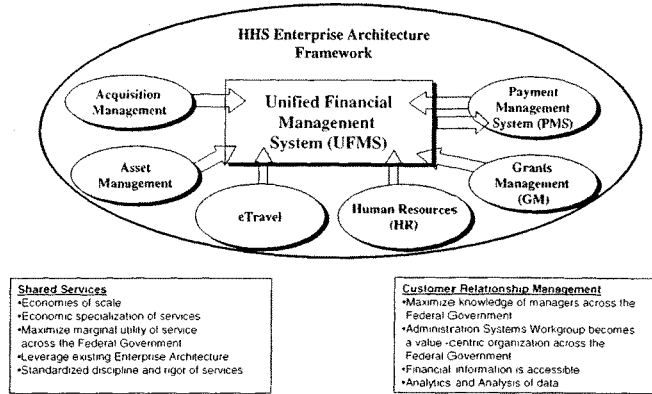 HHS Enterprise Architecture
Framework
Acquisition
Management
Unified Financial
Management
System (UFMS)
Payment
Management
System (PMS)
Asset
Management
Grants
Management
(GM)
eTravel
Human Resources
(HR)
Shared Services
•Economies of scale
•Economic specialization of services
•Maximize marginal utility of service
across the Federal Government
•Leverage existing Enterprise Architecture
•Standardized discipline and rigor of services
Customer Relationship Management
•Maximize knowledge of managers across the
Federal Government
•Administration Systems Workgroup becomes
a value -centric organization across the
Federal Government
•Financial information is accessible
•Analytics and Analysis of data